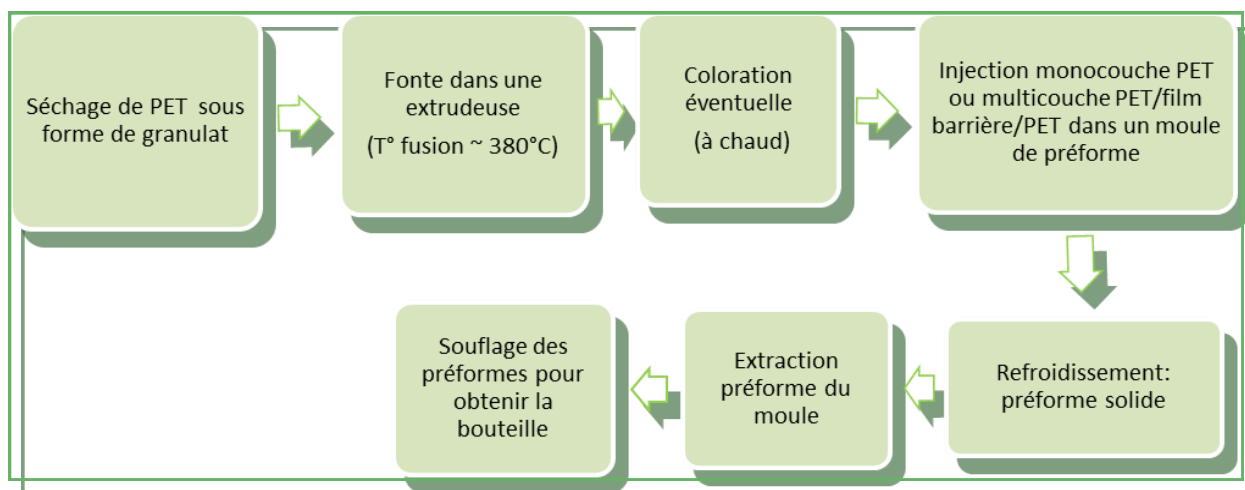 Séchage de PET sous
forme de granulat
Fonte dans une
extrudeuse
(T° fusion ~ 380°C)
Coloration
éventuelle
(à chaud)
Injection monocouche PET
ou multicouche PET/film
barrière/PET dans un moule
de préforme
Refroidissement:
préforme solide
Extraction
préforme du
moule
Souflage des
préformes pour
obtenir la
bouteille